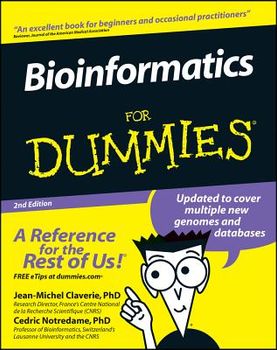 "An excellent book for beginners and occasional practitioners"
Reviewer, Journal of the American Medical Association
Bioinformatics
FOR
DUMMIES®
2nd Edition
Updated to cover
multiple new
genomes and
databases
A Reference
for the
Rest of Us!®
FREE eTips at dummies.com®
Jean-Michel Claverie, PhD
Research Director, France's Centre National
de la Recherche Scientifique (CNRS)
Cedric Notredame, PhD
Professor of Bioinformatics, Switzerland's
Lausanne University and the CNRS